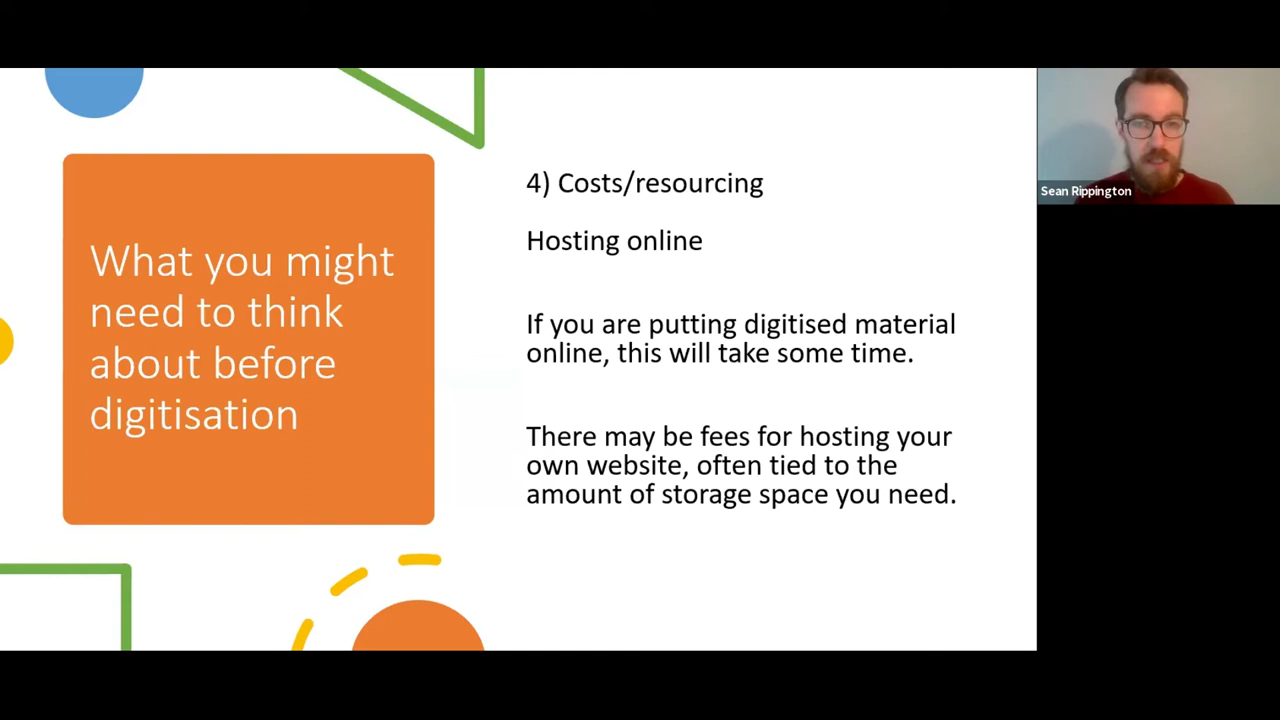 What you might
need to think
about before
digitisation
4) Costs/resourcing
Hosting online
If you are putting digitised material
online, this will take some time.
There may be fees for hosting your
own website, often tied to the
amount of storage space you need.
Sean Rippington